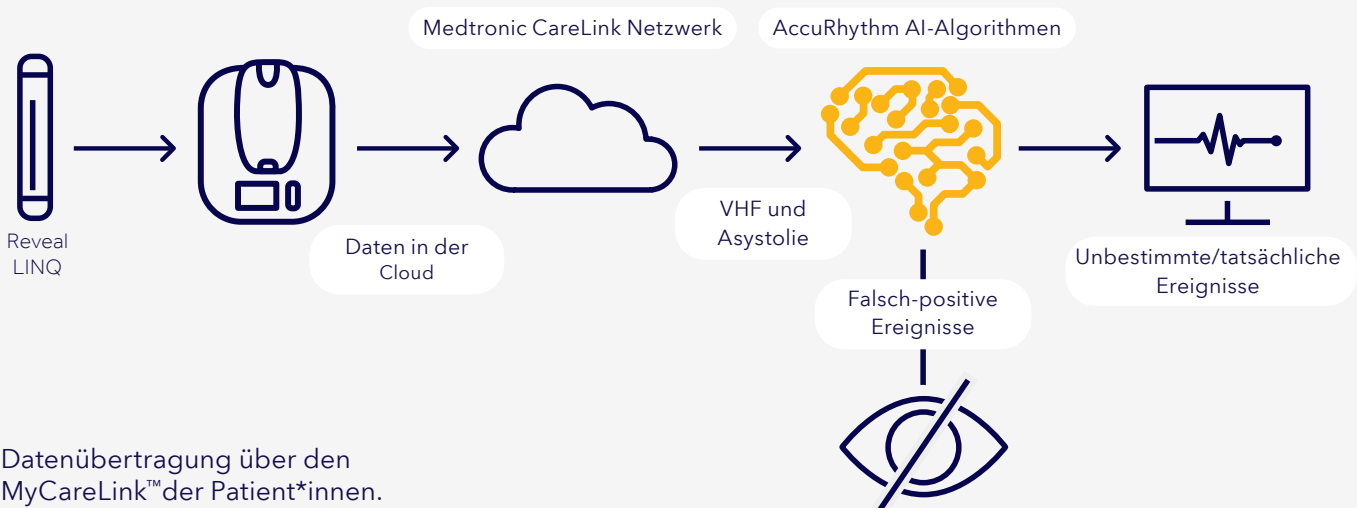 Medtronic CareLink Netzwerk
AccuRhythm AI-Algorithmen
Reveal
LINQ
Daten in der
Cloud
VHF und
Asystolie
Falsch-positive
Ereignisse
Unbestimmte/tatsächliche
Ereignisse
Datenübertragung über den
MyCareLink™der Patient*innen.